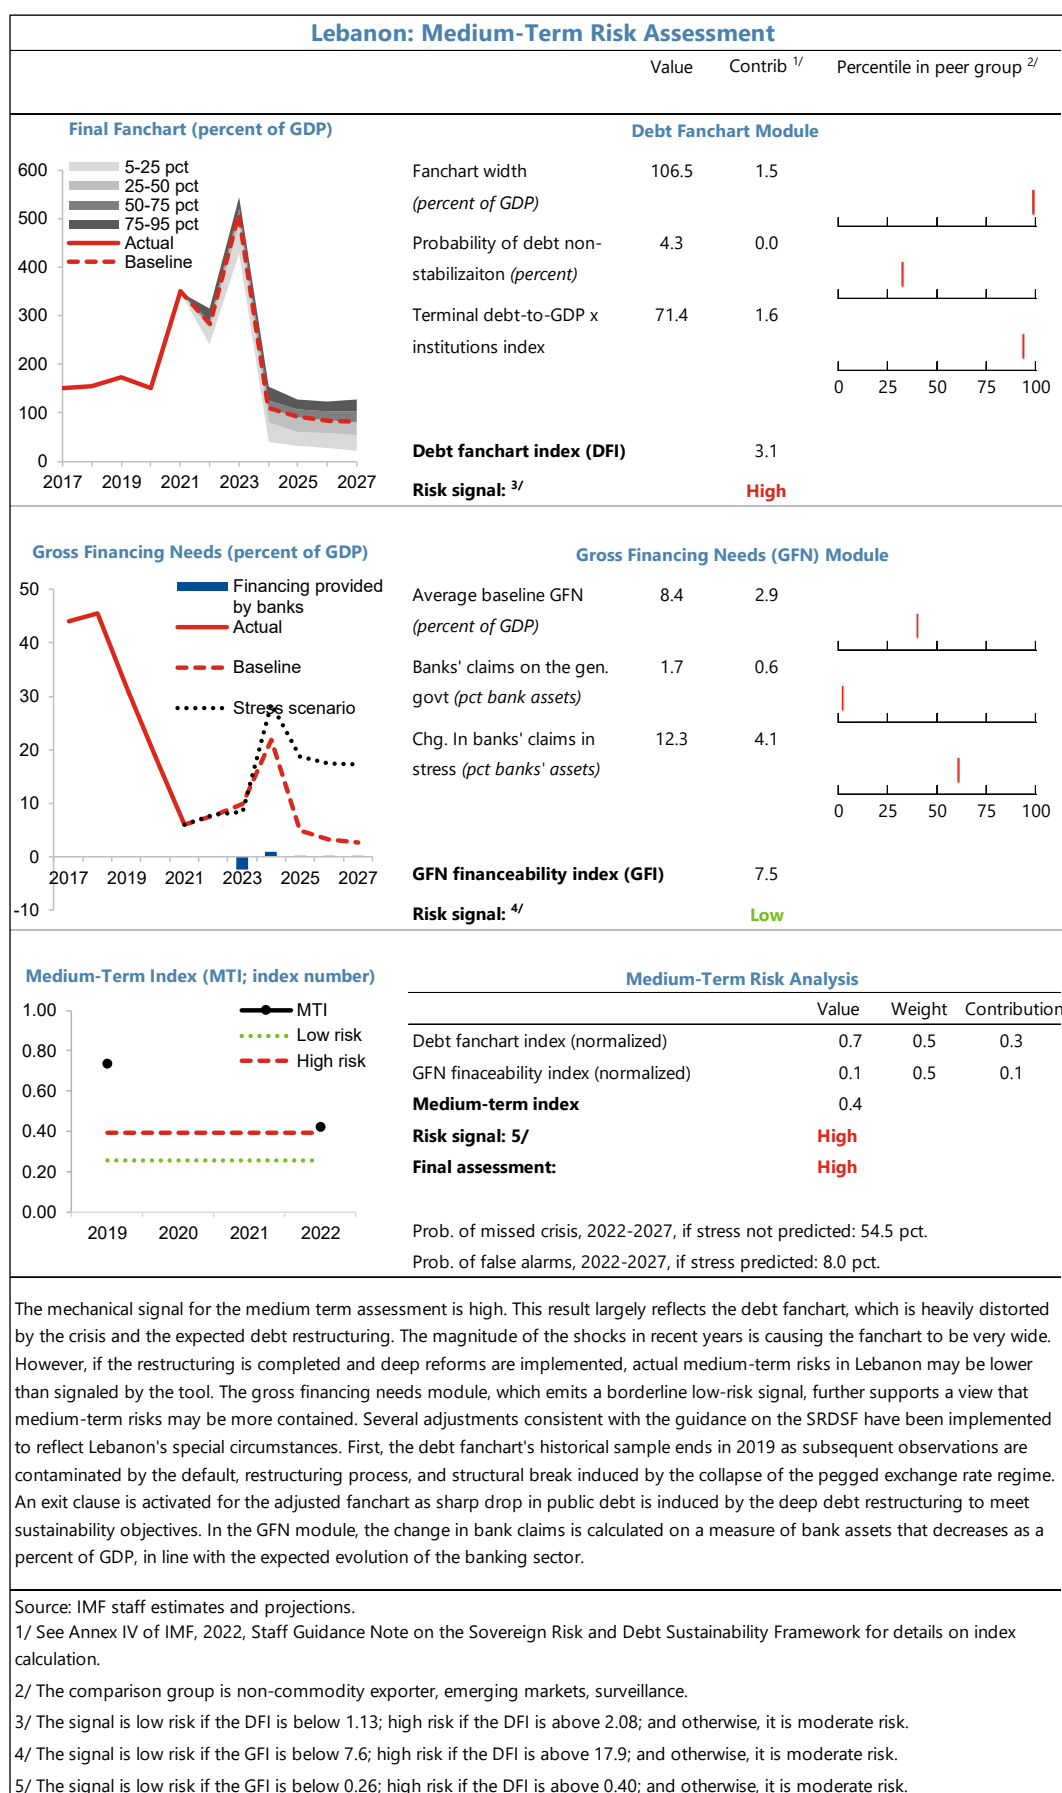 Lebanon: Medium-Term Risk Assessment
Value Contrib 1/ Percentile in peer group 2/
Final Fanchart (percent of GDP)
600
500
400
300
200
100
0
5-25 pct
25-50 pct
50-75 pct
75-95 pct
Actual
Baseline
2017 2019 2021 2023 2025 2027
Debt Fanchart Module
Fanchart width 106.5 1.5
(percent of GDP)
Probability of debt non- 4.3 0.0
stabilizaiton (percent)
Terminal debt-to-GDP x 71.4 1.6
institutions index
0 25 50 75 100
Debt fanchart index (DFI) 3.1
Risk signal: 3/ High
Gross Financing Needs (percent of GDP)
50
40
30
20
10
0
-10
Financing provided
by banks
Actual
Baseline
Stress scenario
2017 2019 2021 2023 2025 2027
Gross Financing Needs (GFN) Module
Average baseline GFN 8.4 2.9
(percent of GDP)
Banks' claims on the gen. 1.7 0.6
govt (pct bank assets)
Chg. In banks' claims in 12.3 4.1
stress (pct banks' assets)
0 25 50 75 100
GFN financeability index (GFI) 7.5
Risk signal: 4/ Low
Medium-Term Index (MTI; index number)
1.00
0.80
0.60
0.40
0.20
0.00
MTI
Low risk
High risk
2019 2020 2021 2022
Medium-Term Risk Analysis
Value Weight Contribution
Debt fanchart index (normalized) 0.7 0.5 0.3
GFN finaceability index (normalized) 0.1 0.5 0.1
Medium-term index 0.4
Risk signal: 5/ High
Final assessment: High
Prob. of missed crisis, 2022-2027, if stress not predicted: 54.5 pct.
Prob. of false alarms, 2022-2027, if stress predicted: 8.0 pct.
The mechanical signal for the medium term assessment is high. This result largely reflects the debt fanchart, which is heavily distorted
by the crisis and the expected debt restructuring. The magnitude of the shocks in recent years is causing the fanchart to be very wide.
However, if the restructuring is completed and deep reforms are implemented, actual medium-term risks in Lebanon may be lower
than signaled by the tool. The gross financing needs module, which emits a borderline low-risk signal, further supports a view that
medium-term risks may be more contained. Several adjustments consistent with the guidance on the SRDSF have been implemented
to reflect Lebanon's special circumstances. First, the debt fanchart's historical sample ends in 2019 as subsequent observations are
contaminated by the default, restructuring process, and structural break induced by the collapse of the pegged exchange rate regime.
An exit clause is activated for the adjusted fanchart as sharp drop in public debt is induced by the deep debt restructuring to meet
sustainability objectives. In the GFN module, the change in bank claims is calculated on a measure of bank assets that decreases as a
percent of GDP, in line with the expected evolution of the banking sector.
Source: IMF staff estimates and projections.
1/ See Annex IV of IMF, 2022, Staff Guidance Note on the Sovereign Risk and Debt Sustainability Framework for details on index
calculation.
2/ The comparison group is non-commodity exporter, emerging markets, surveillance.
3/ The signal is low risk if the DFI is below 1.13; high risk if the DFI is above 2.08; and otherwise, it is moderate risk.
4/ The signal is low risk if the GFI is below 7.6; high risk if the DFI is above 17.9; and otherwise, it is moderate risk.
5/ The signal is low risk if the GFI is below 0.26; high risk if the DFI is above 0.40; and otherwise, it is moderate risk.